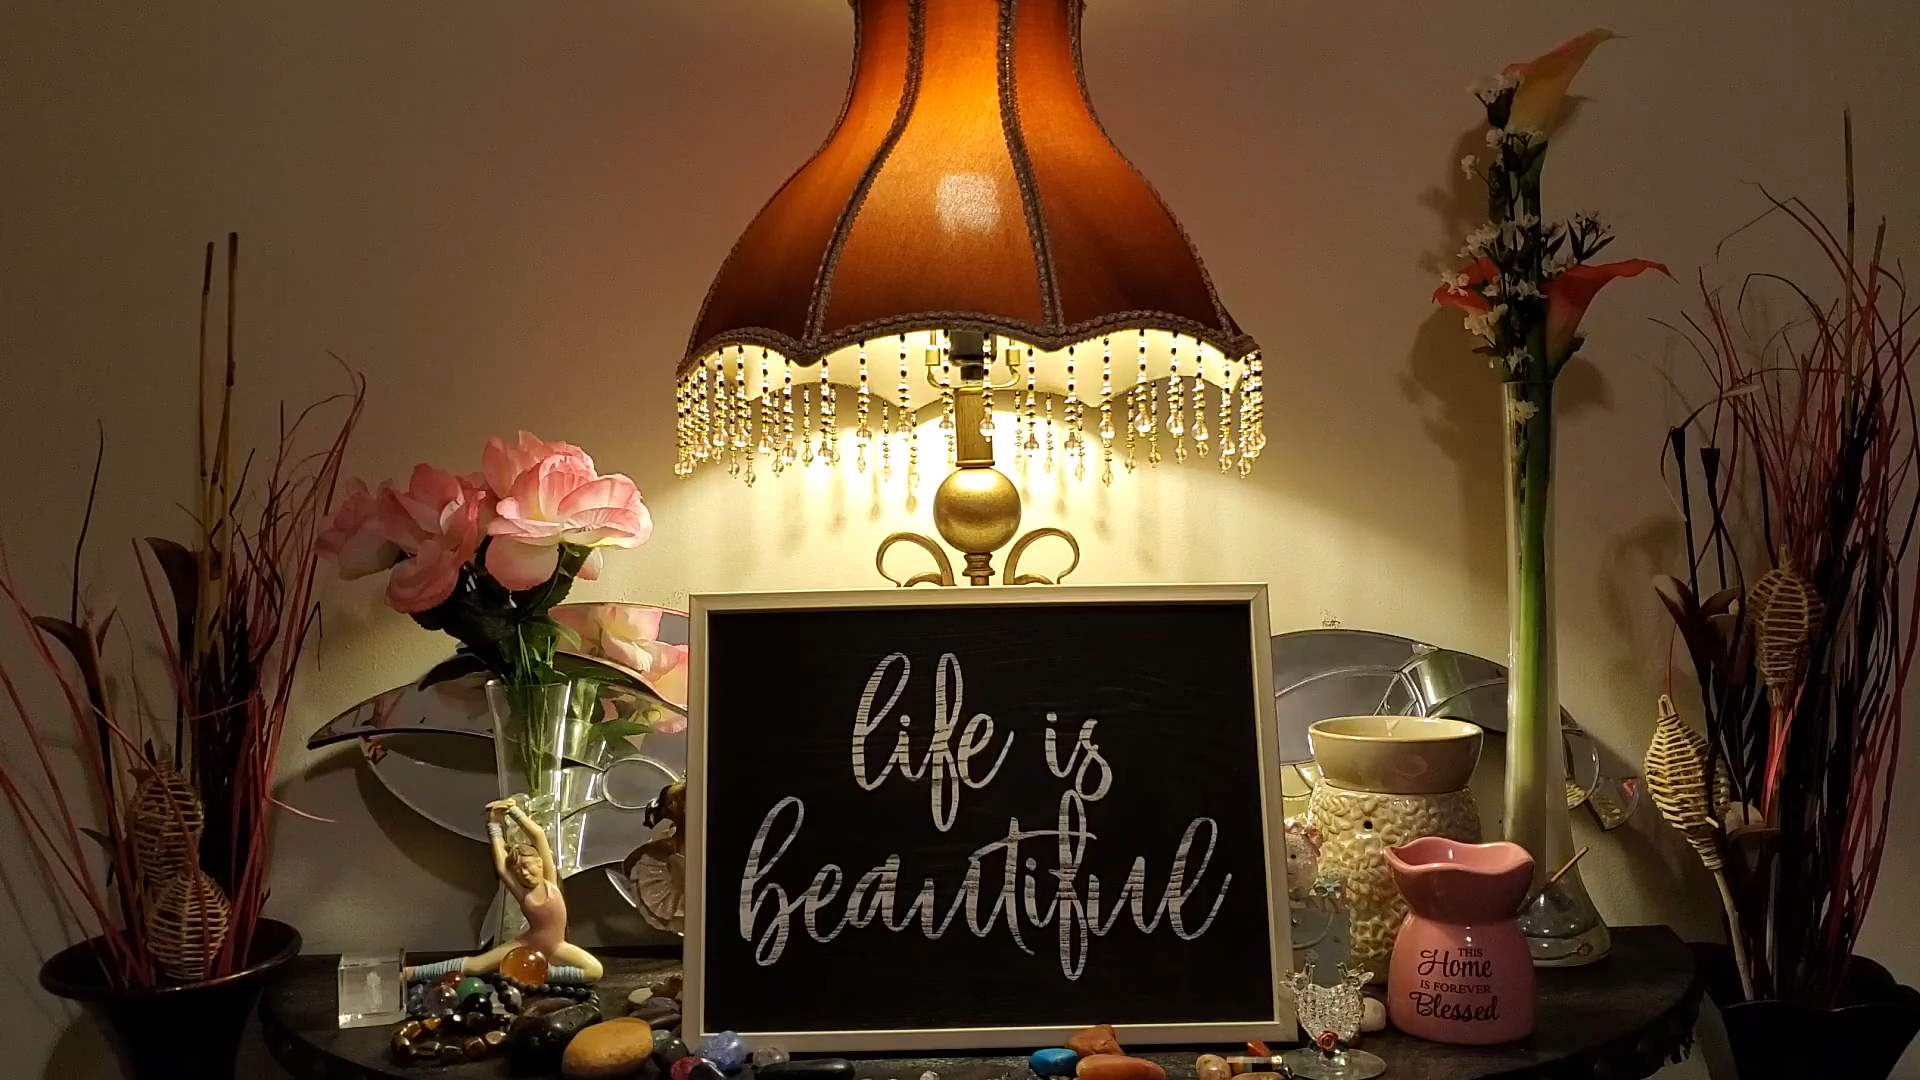 life is
beautiful
THIS
Home
IS FOREVER
Blessed